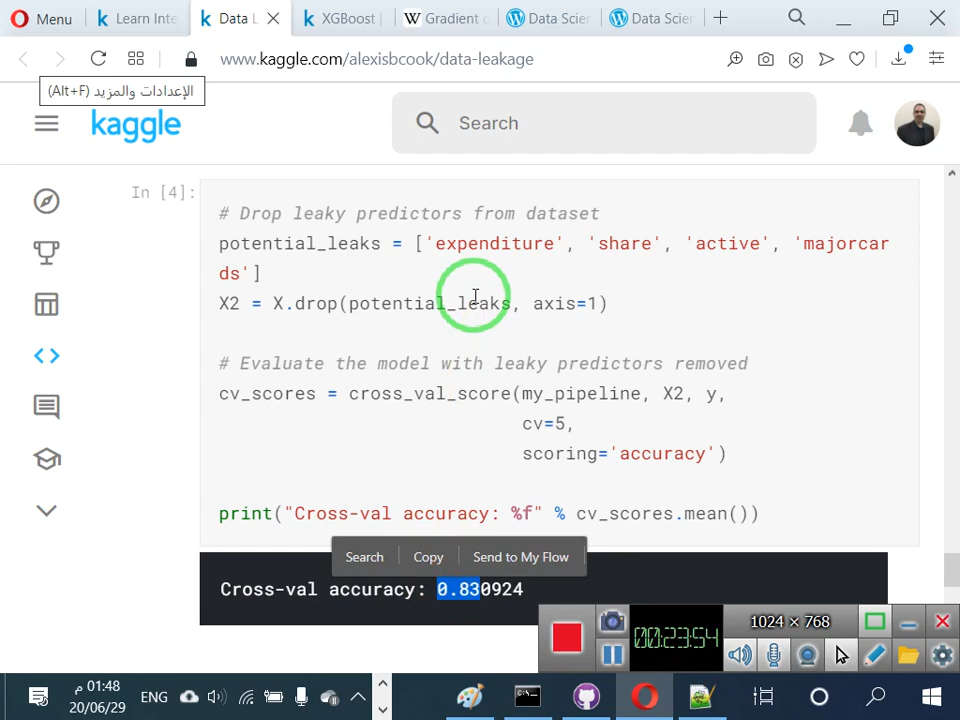 Menu
Learn Inte
Data L
XGBoost |
Gradient
Data Scien
Data Scien
www.kaggle.com/alexisbcook/data-leakage
الإعدادات والمزيد (Alt+F)
kaggle
Search
In [4]:
# Drop leaky predictors from dataset
potential_leaks = ['expenditure', 'share', 'active', 'majorcar
ds']
X2 = X.drop(potential_leaks, axis=1)
# Evaluate the model with leaky predictors removed
cv_scores = cross_val_score(my_pipeline, X2, y,
cv=5,
scoring='accuracy')
print("Cross-val accuracy: %f" % cv_scores.mean())
Search
Copy
Send to My Flow
Cross-val accuracy: 0.830924
00:23:54
1024 × 768
01:48 م
20/06/29
ENG